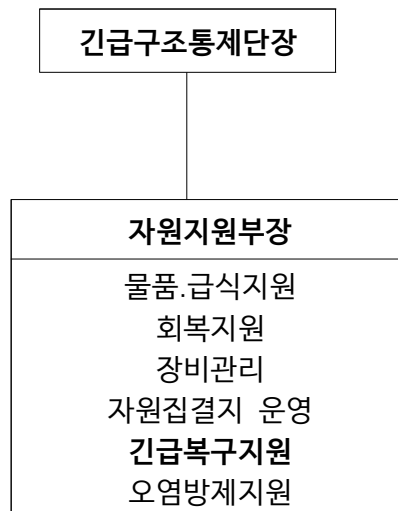 긴급구조통제단장
자원지원부장
물품.급식지원
회복지원
장비관리
자원집결지 운영
긴급복구지원
오염방제지원